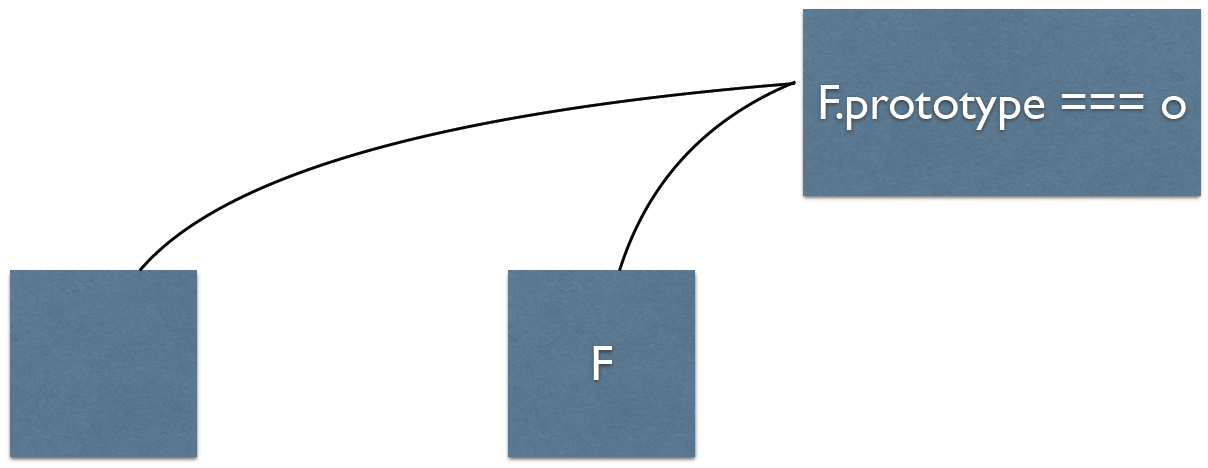 F.prototype === o
F